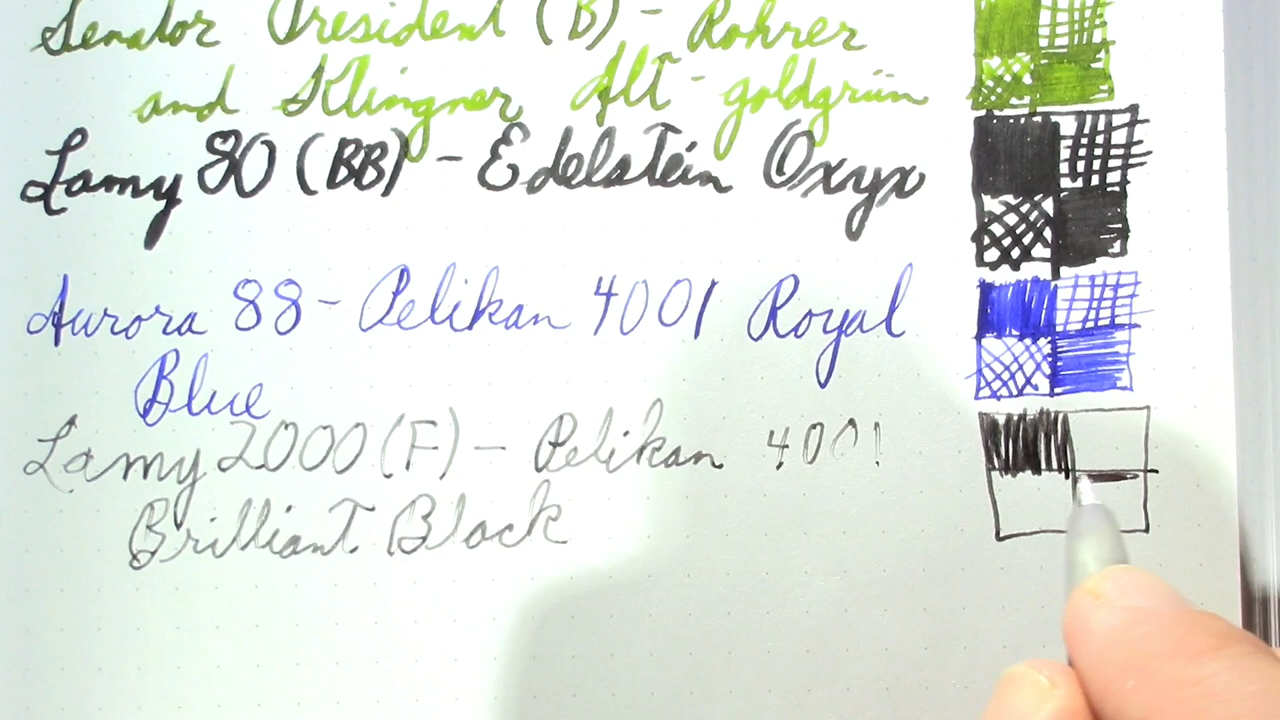 Senator President (B) - Rohrer
and Klingner Alt-goldgrün
Lamy 80 (BB) - Edelstein Oxyx
Aurora 88 - Pelikan 4001 Royal
Blue
Lamy 2000 (F) - Pelikan 4001
Brilliant Black